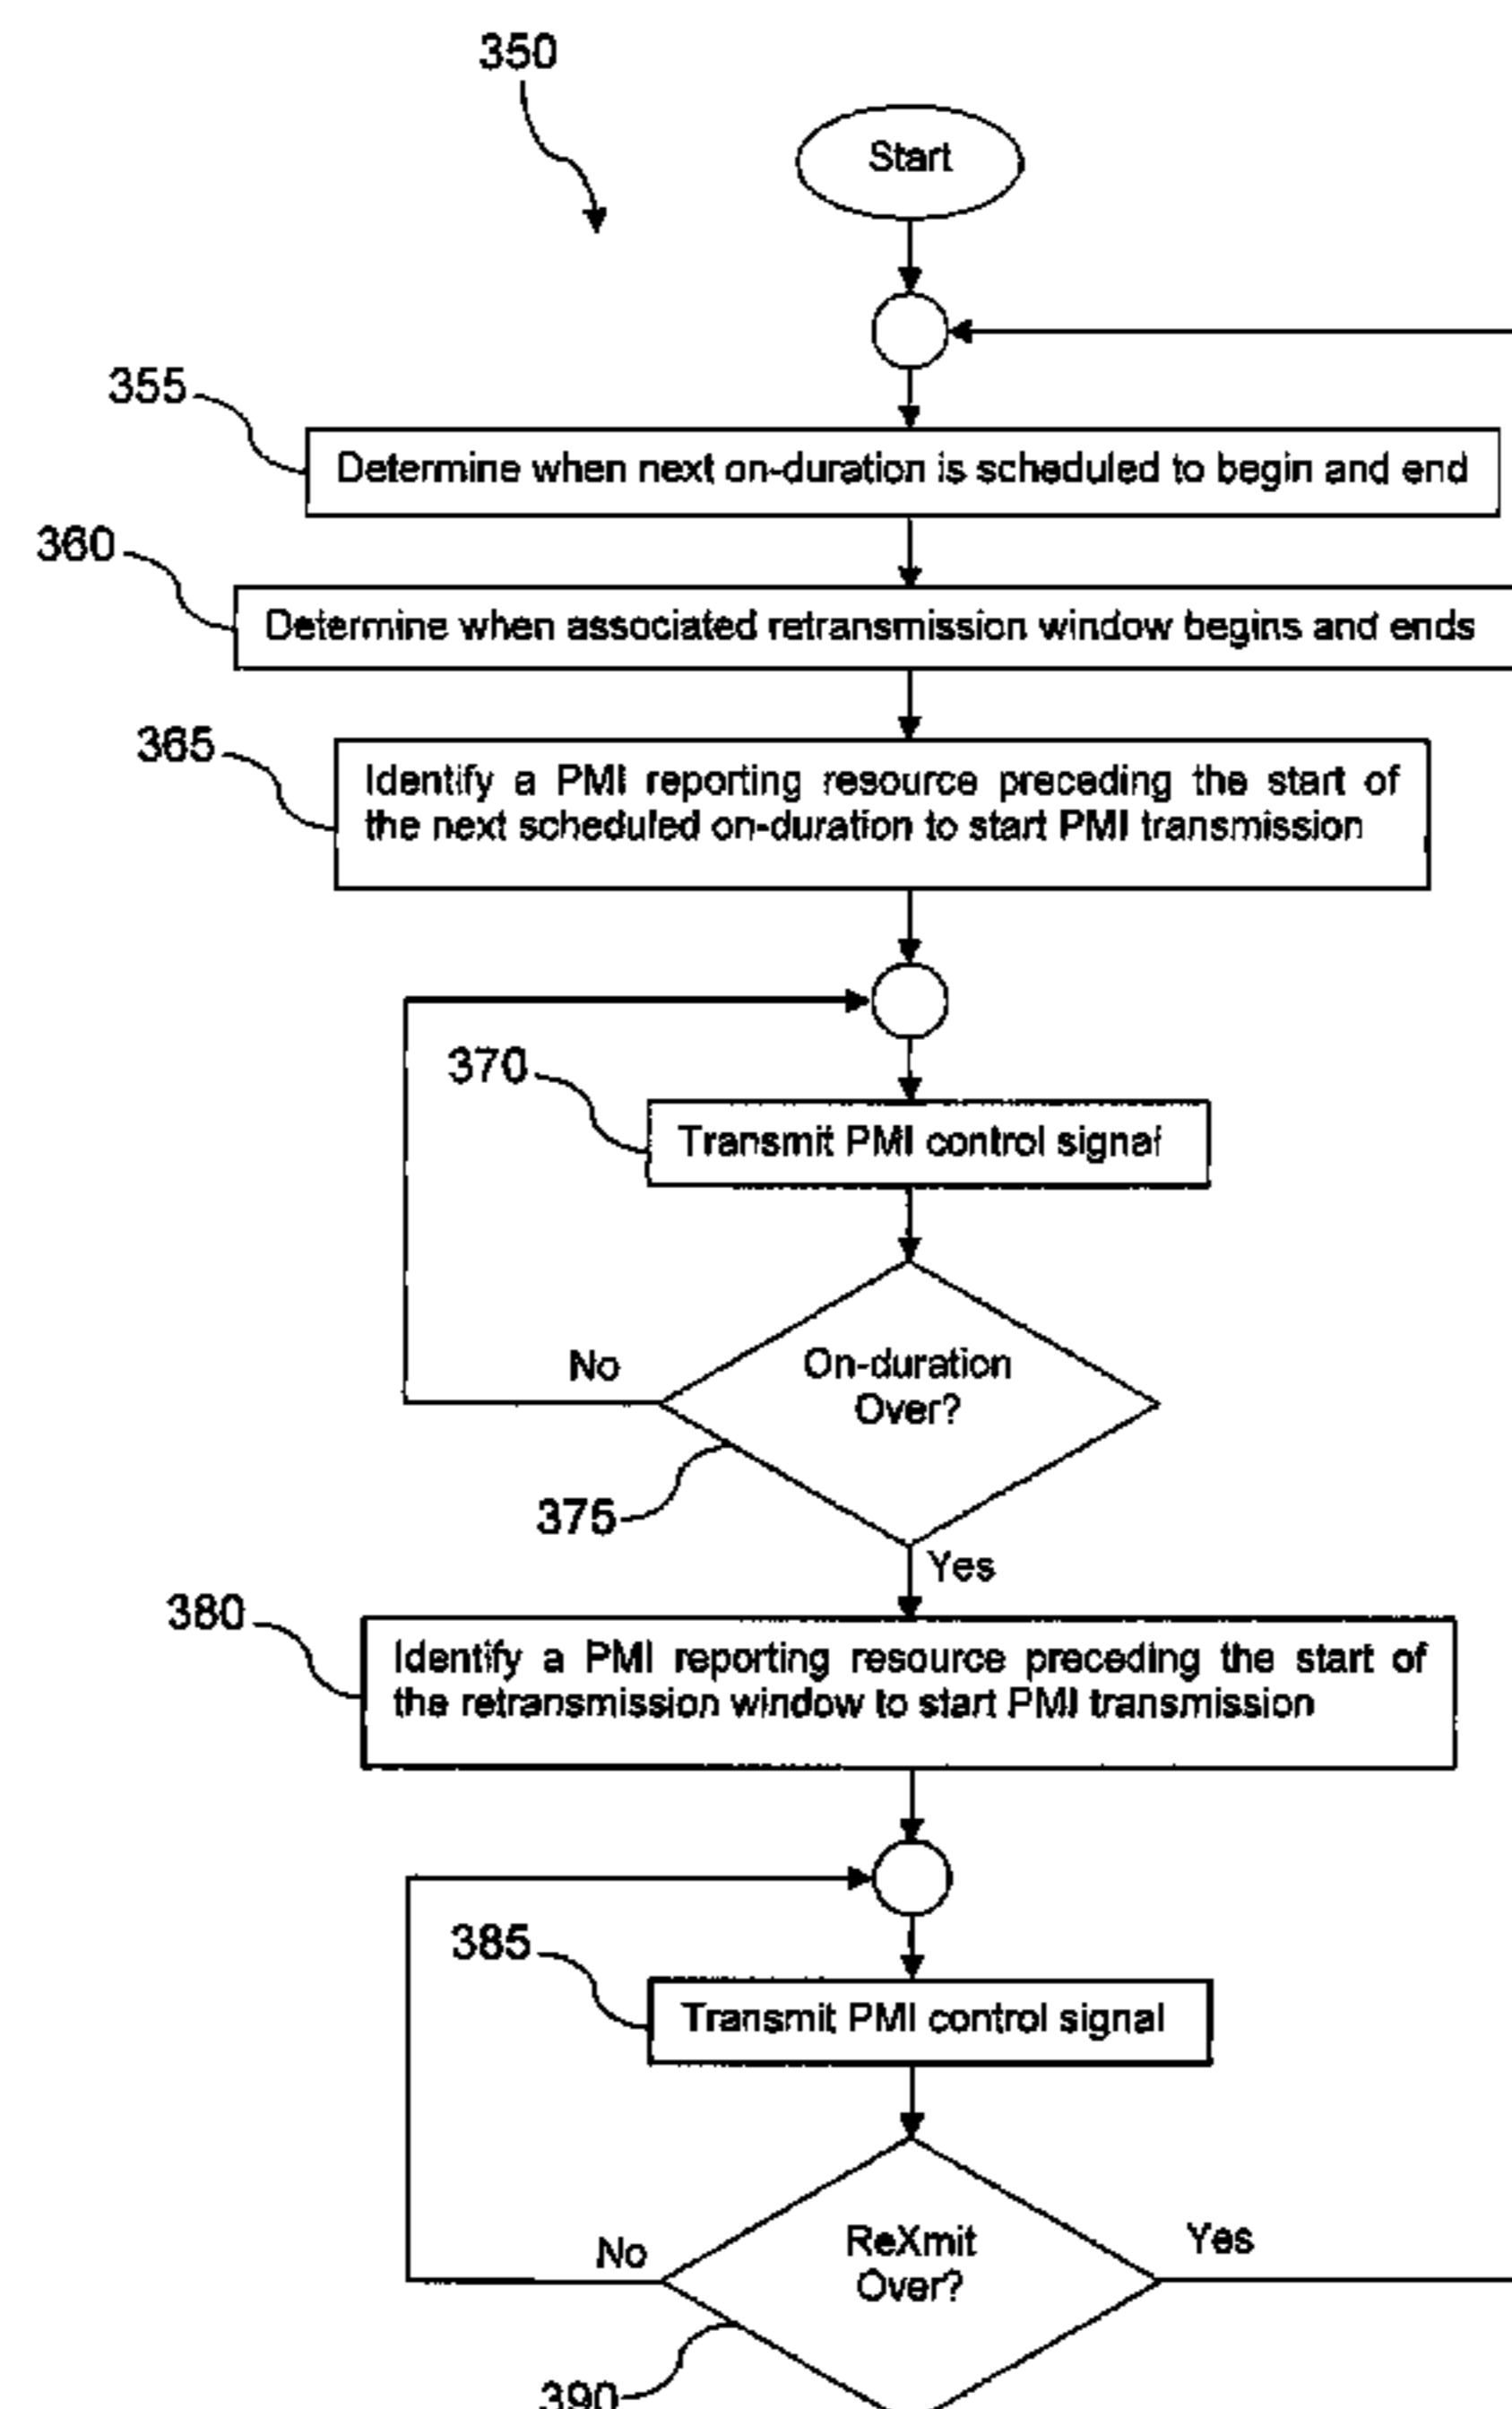 350
Start
355
Determine when next on-duration is scheduled to begin and end
360
Determine when associated retransmission window begins and ends
365
Identify a PMI reporting resource preceding the start of
the next scheduled on-duration to start PMI transmission
370
Transmit PMI control signal
No
On-duration
Over?
375
Yes
380
Identify a PMI reporting resource preceding the start of
the retransmission window to start PMI transmission
385
Transmit PMI control signal
No
ReXmit
Over?
Yes
390